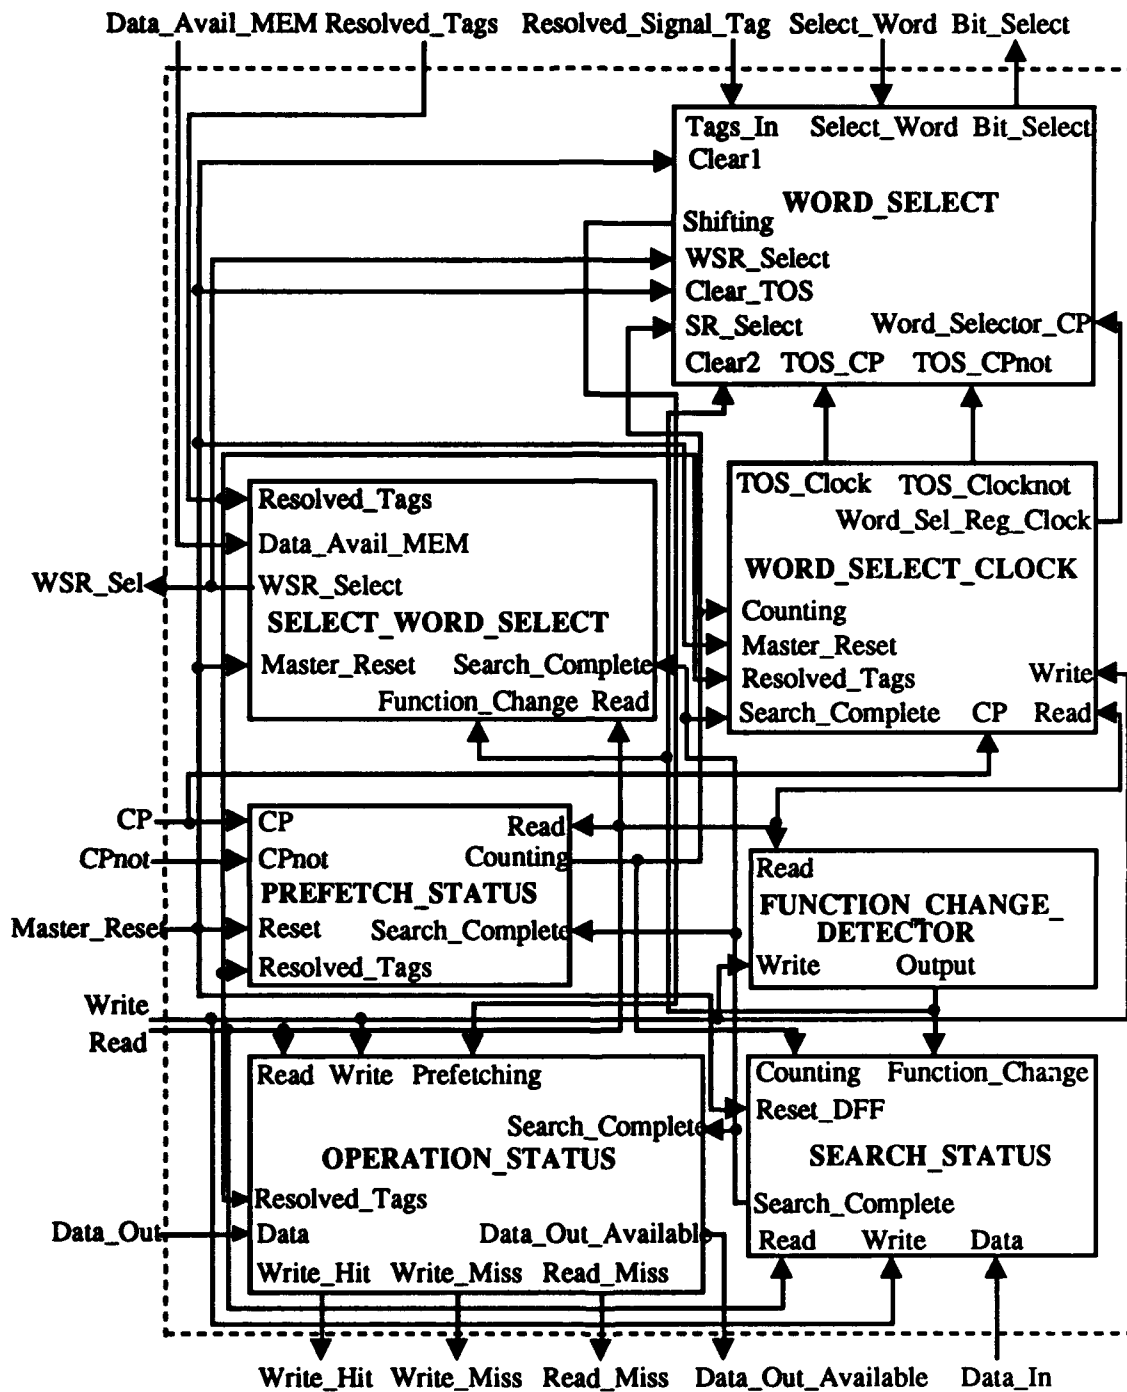 Data_Avail_MEM Resolved_Tags Resolved_Signal_Tag Select_Word Bit_Select
Tags_In Select_Word Bit_Select
Clear1
WORD_SELECT
Shifting
WSR_Select
Clear_TOS
SR_Select Word_Selector_CP
Clear2 TOS_CP TOS_CPnot
TOS_Clock TOS_Clocknot
Word_Sel_Reg_Clock
WORD_SELECT_CLOCK
Counting
Master_Reset
Resolved_Tags Write
Search_Complete CP Read
Resolved_Tags
Data_Avail_MEM
WSR_Sel WSR_Select
SELECT_WORD_SELECT
Master_Reset Search_Complete
Function_Change Read
CP CP Read
CPnot CPnot Counting
PREFETCH_STATUS
Master_Reset Reset Search_Complete
Resolved_Tags
Read
FUNCTION_CHANGE_
DETECTOR
Write Output
Write
Read
Read Write Prefetching
Search_Complete
OPERATION_STATUS
Resolved_Tags
Data_Out Data Data_Out_Available
Write_Hit Write_Miss Read_Miss
Counting Function_Change
Reset_DFF
SEARCH_STATUS
Search_Complete
Read Write Data
Write_Hit Write_Miss Read_Miss Data_Out_Available Data_In